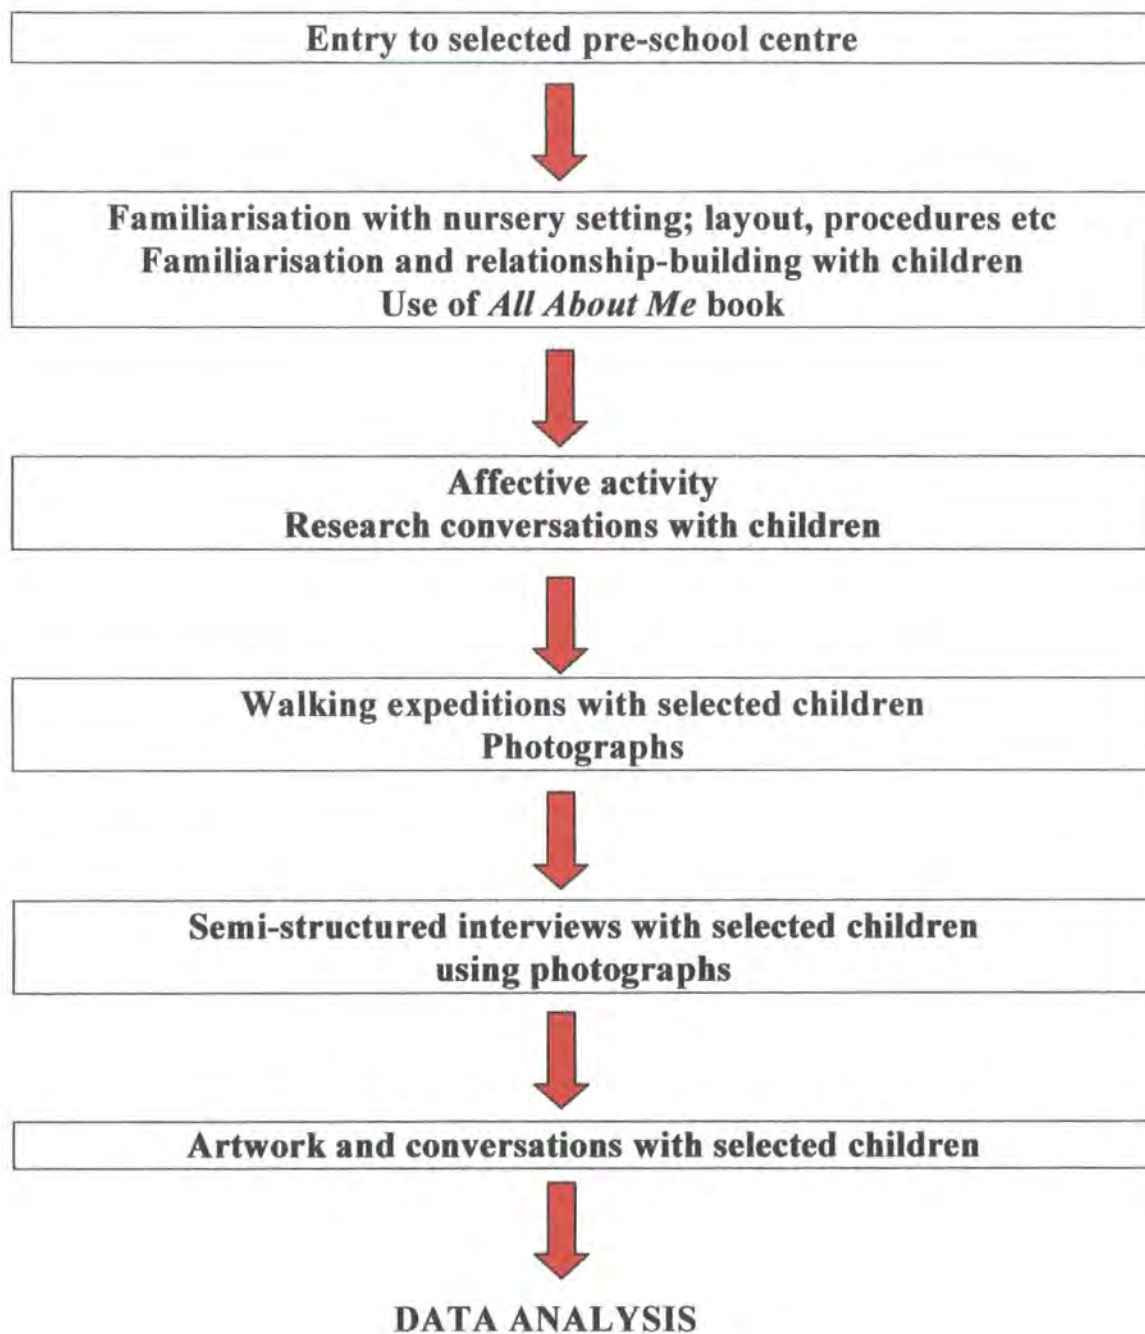 Entry to selected pre-school centre
Familiarisation with nursery setting; layout, procedures etc
Familiarisation and relationship-building with children
Use of All About Me book
Affective activity
Research conversations with children
Walking expeditions with selected children
Photographs
Semi-structured interviews with selected children
using photographs
Artwork and conversations with selected children
DATA ANALYSIS